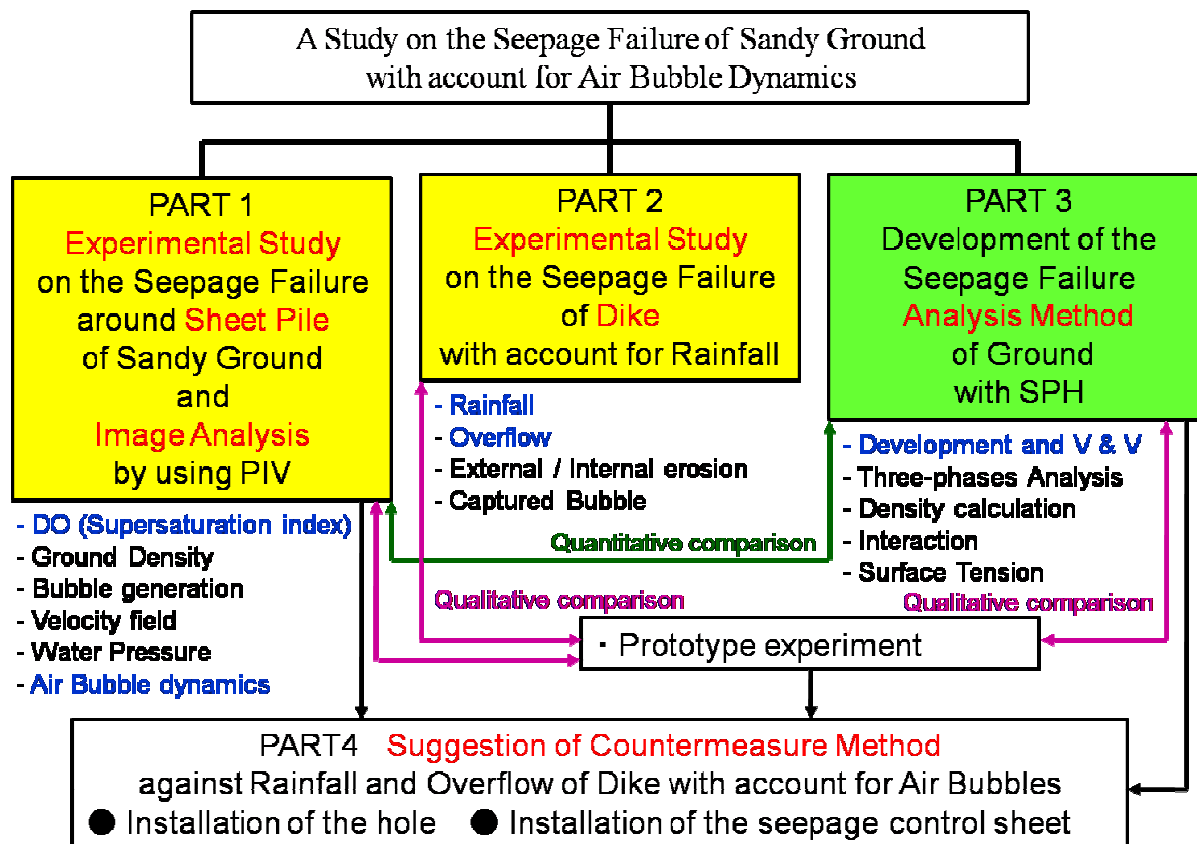 A Study on the Seepage Failure of Sandy Ground
with account for Air Bubble Dynamics
PART 1
Experimental Study
on the Seepage Failure
around Sheet Pile
of Sandy Ground
and
Image Analysis
by using PIV
- DO (Supersaturation index)
- Ground Density
- Bubble generation
- Velocity field
- Water Pressure
- Air Bubble dynamics
PART 2
Experimental Study
on the Seepage Failure
of Dike
with account for Rainfall
- Rainfall
- Overflow
- External / Internal erosion
- Captured Bubble
PART 3
Development of the
Seepage Failure
Analysis Method
of Ground
with SPH
- Development and V & V
- Three-phases Analysis
- Density calculation
- Interaction
- Surface Tension
Quantitative comparison
Qualitative comparison
Qualitative comparison
・Prototype experiment
PART4 Suggestion of Countermeasure Method
against Rainfall and Overflow of Dike with account for Air Bubbles
● Installation of the hole ● Installation of the seepage control sheet